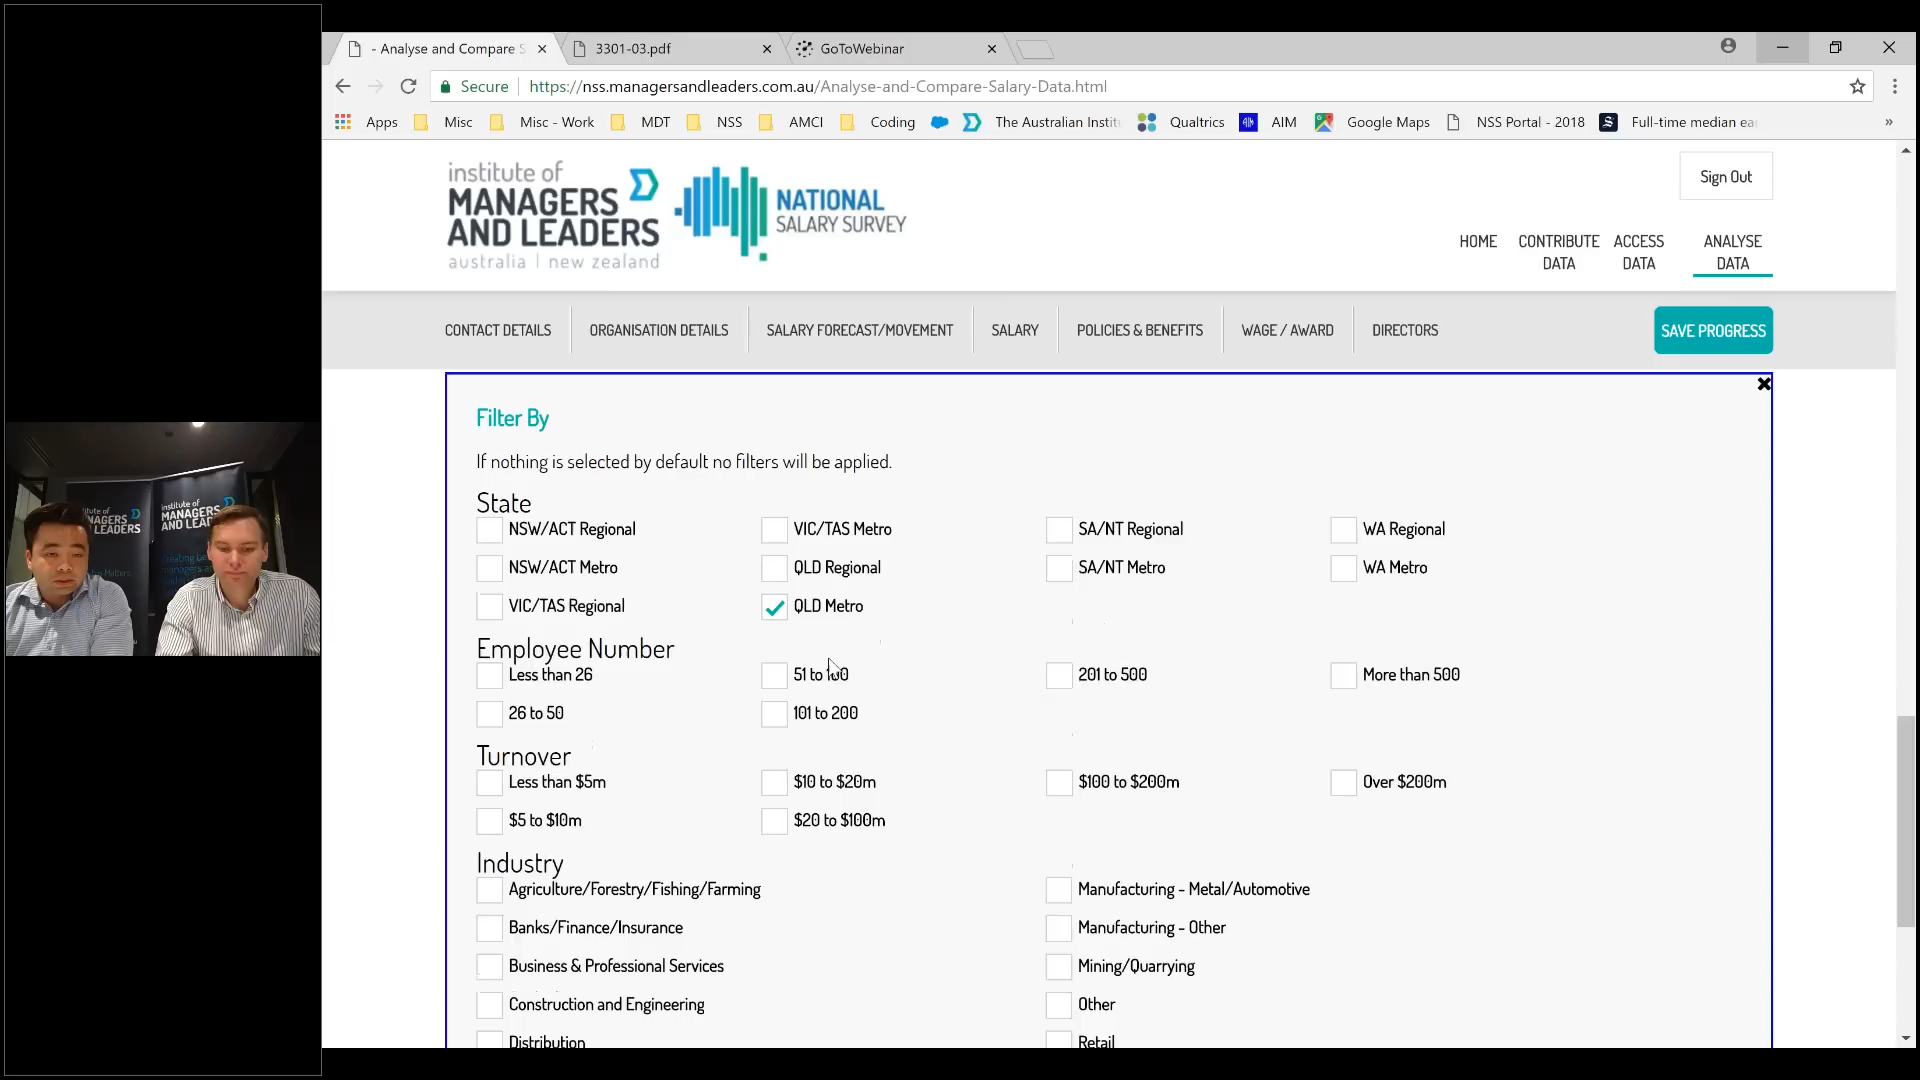 - Analyse and Compare S
3301-03.pdf
GoToWebinar
Secure
https://nss.managersandleaders.com.au/Analyse-and-Compare-Salary-Data.html
Apps
Misc
Misc - Work
MDT
NSS
AMCI
Coding
The Australian Institu
Qualtrics
AIM
Google Maps
NSS Portal - 2018
Full-time median ea
»
institute of
MANAGERS
AND LEADERS
australia | new zealand
NATIONAL
SALARY SURVEY
Sign Out
HOME
CONTRIBUTE
DATA
ACCESS
DATA
ANALYSE
DATA
CONTACT DETAILS
ORGANISATION DETAILS
SALARY FORECAST/MOVEMENT
SALARY
POLICIES & BENEFITS
WAGE / AWARD
DIRECTORS
SAVE PROGRESS
Filter By
If nothing is selected by default no filters will be applied.
State
NSW/ACT Regional
VIC/TAS Metro
SA/NT Regional
WA Regional
NSW/ACT Metro
QLD Regional
SA/NT Metro
WA Metro
VIC/TAS Regional
QLD Metro
Employee Number
Less than 26
51 to 100
201 to 500
More than 500
26 to 50
101 to 200
Turnover
Less than $5m
$10 to $20m
$100 to $200m
Over $200m
$5 to $10m
$20 to $100m
Industry
Agriculture/Forestry/Fishing/Farming
Manufacturing - Metal/Automotive
Banks/Finance/Insurance
Manufacturing - Other
Business & Professional Services
Mining/Quarrying
Construction and Engineering
Other
Distribution
Retail
institute of
MANAGERS
AND LEA